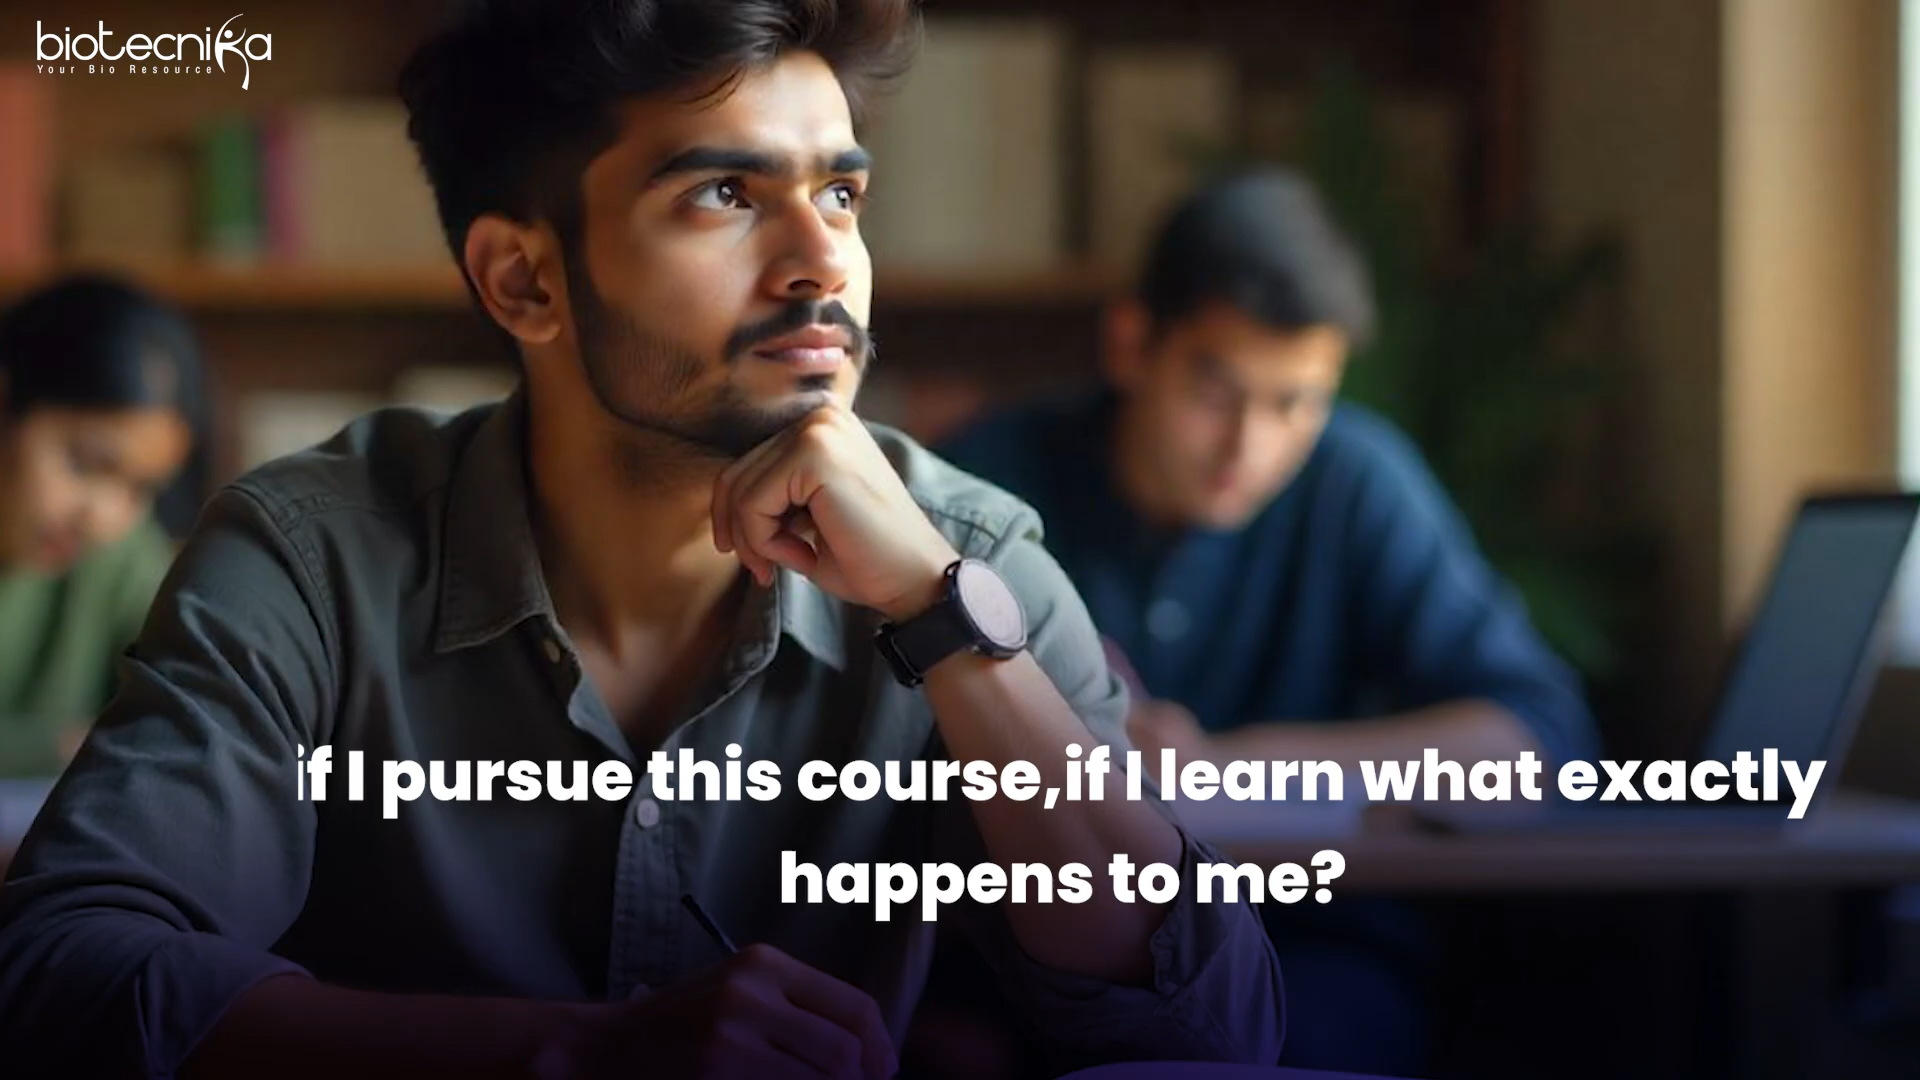 biotecnika
Your Bio Resource
if I pursue this course,if I learn what exactly
happens to me?